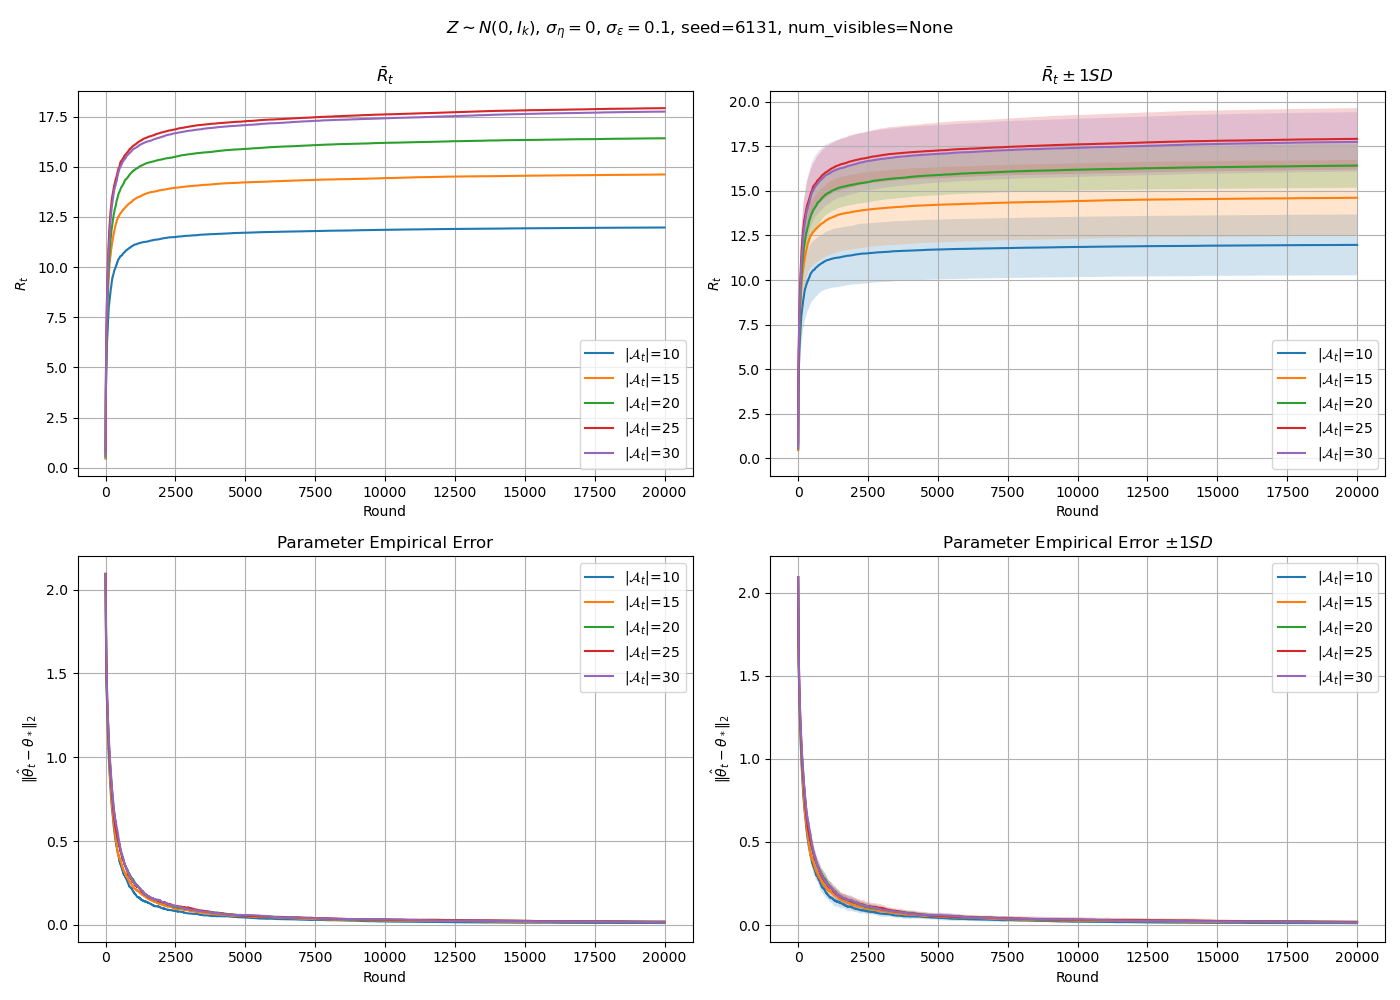 Z ∼ N(0, I_k), σ_η = 0, σ_ε = 0.1, seed=6131, num_visibles=None
R̄_t
R_t
17.5
15.0
12.5
10.0
7.5
5.0
2.5
0.0
|𝒜_t|=10
|𝒜_t|=15
|𝒜_t|=20
|𝒜_t|=25
|𝒜_t|=30
0 2500 5000 7500 10000 12500 15000 17500 20000
Round
R̄_t ± 1SD
R_t
20.0
17.5
15.0
12.5
10.0
7.5
5.0
2.5
0.0
|𝒜_t|=10
|𝒜_t|=15
|𝒜_t|=20
|𝒜_t|=25
|𝒜_t|=30
0 2500 5000 7500 10000 12500 15000 17500 20000
Round
Parameter Empirical Error
‖θ̂_t − θ_*‖_2
2.0
1.5
1.0
0.5
0.0
|𝒜_t|=10
|𝒜_t|=15
|𝒜_t|=20
|𝒜_t|=25
|𝒜_t|=30
0 2500 5000 7500 10000 12500 15000 17500 20000
Round
Parameter Empirical Error ±1SD
‖θ̂_t − θ_*‖_2
2.0
1.5
1.0
0.5
0.0
|𝒜_t|=10
|𝒜_t|=15
|𝒜_t|=20
|𝒜_t|=25
|𝒜_t|=30
0 2500 5000 7500 10000 12500 15000 17500 20000
Round